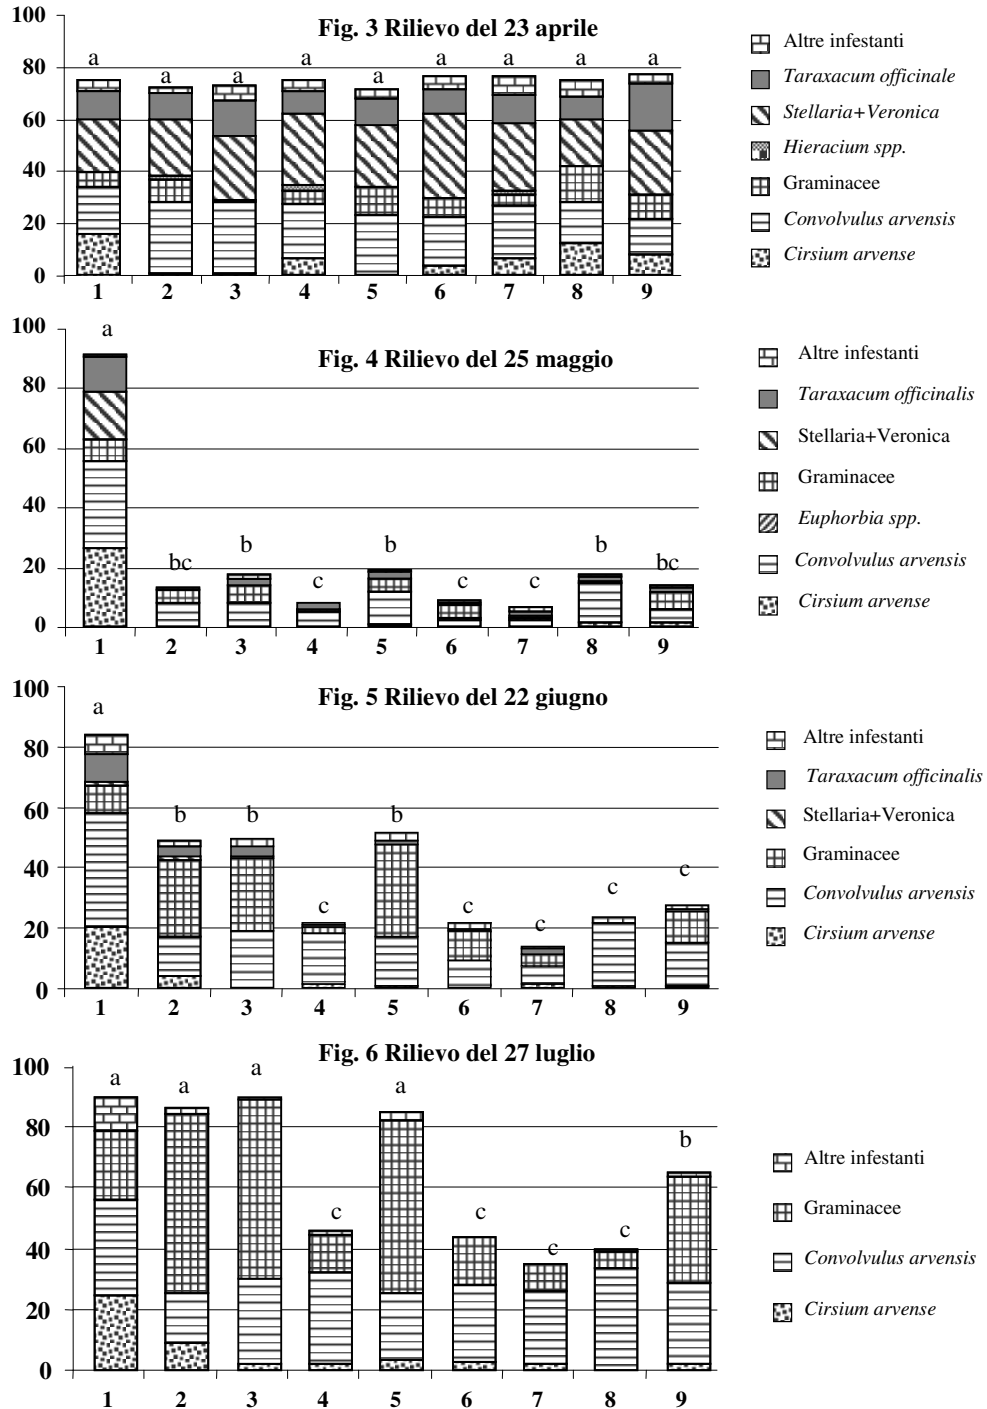 Fig. 3 Rilievo del 23 aprile
100
80
60
40
20
0
a a a a a a a a a
1 2 3 4 5 6 7 8 9
Altre infestanti
Taraxacum officinale
Stellaria+Veronica
Hieracium spp.
Graminacee
Convolvulus arvensis
Cirsium arvense
Fig. 4 Rilievo del 25 maggio
100
80
60
40
20
0
a bc b c b c c b bc
1 2 3 4 5 6 7 8 9
Altre infestanti
Taraxacum officinalis
Stellaria+Veronica
Graminacee
Euphorbia spp.
Convolvulus arvensis
Cirsium arvense
Fig. 5 Rilievo del 22 giugno
100
80
60
40
20
0
a b b c b c c c c
1 2 3 4 5 6 7 8 9
Altre infestanti
Taraxacum officinalis
Stellaria+Veronica
Graminacee
Convolvulus arvensis
Cirsium arvense
Fig. 6 Rilievo del 27 luglio
100
80
60
40
20
0
a a a c a c c c b
1 2 3 4 5 6 7 8 9
Altre infestanti
Graminacee
Convolvulus arvensis
Cirsium arvense